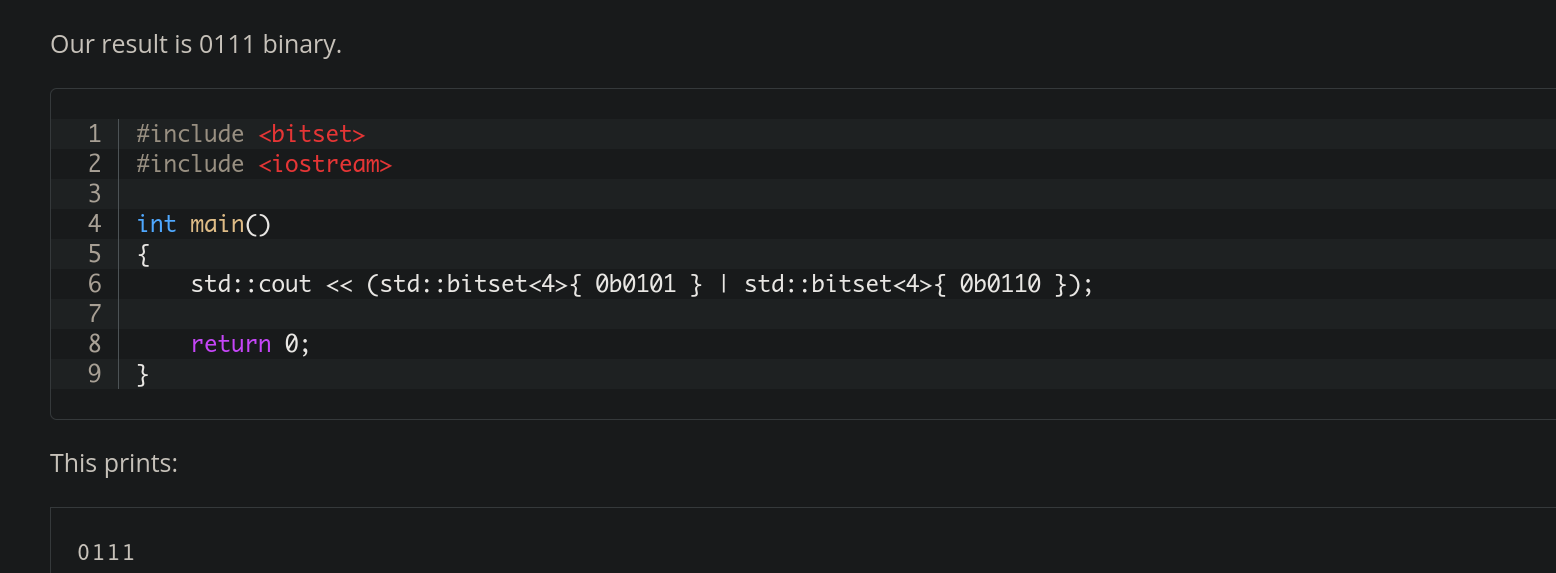 Our result is 0111 binary.
1 #include <bitset>
2 #include <iostream>
3
4 int main()
5 {
6     std::cout << (std::bitset<4>{ 0b0101 } | std::bitset<4>{ 0b0110 });
7
8     return 0;
9 }
This prints:
0111